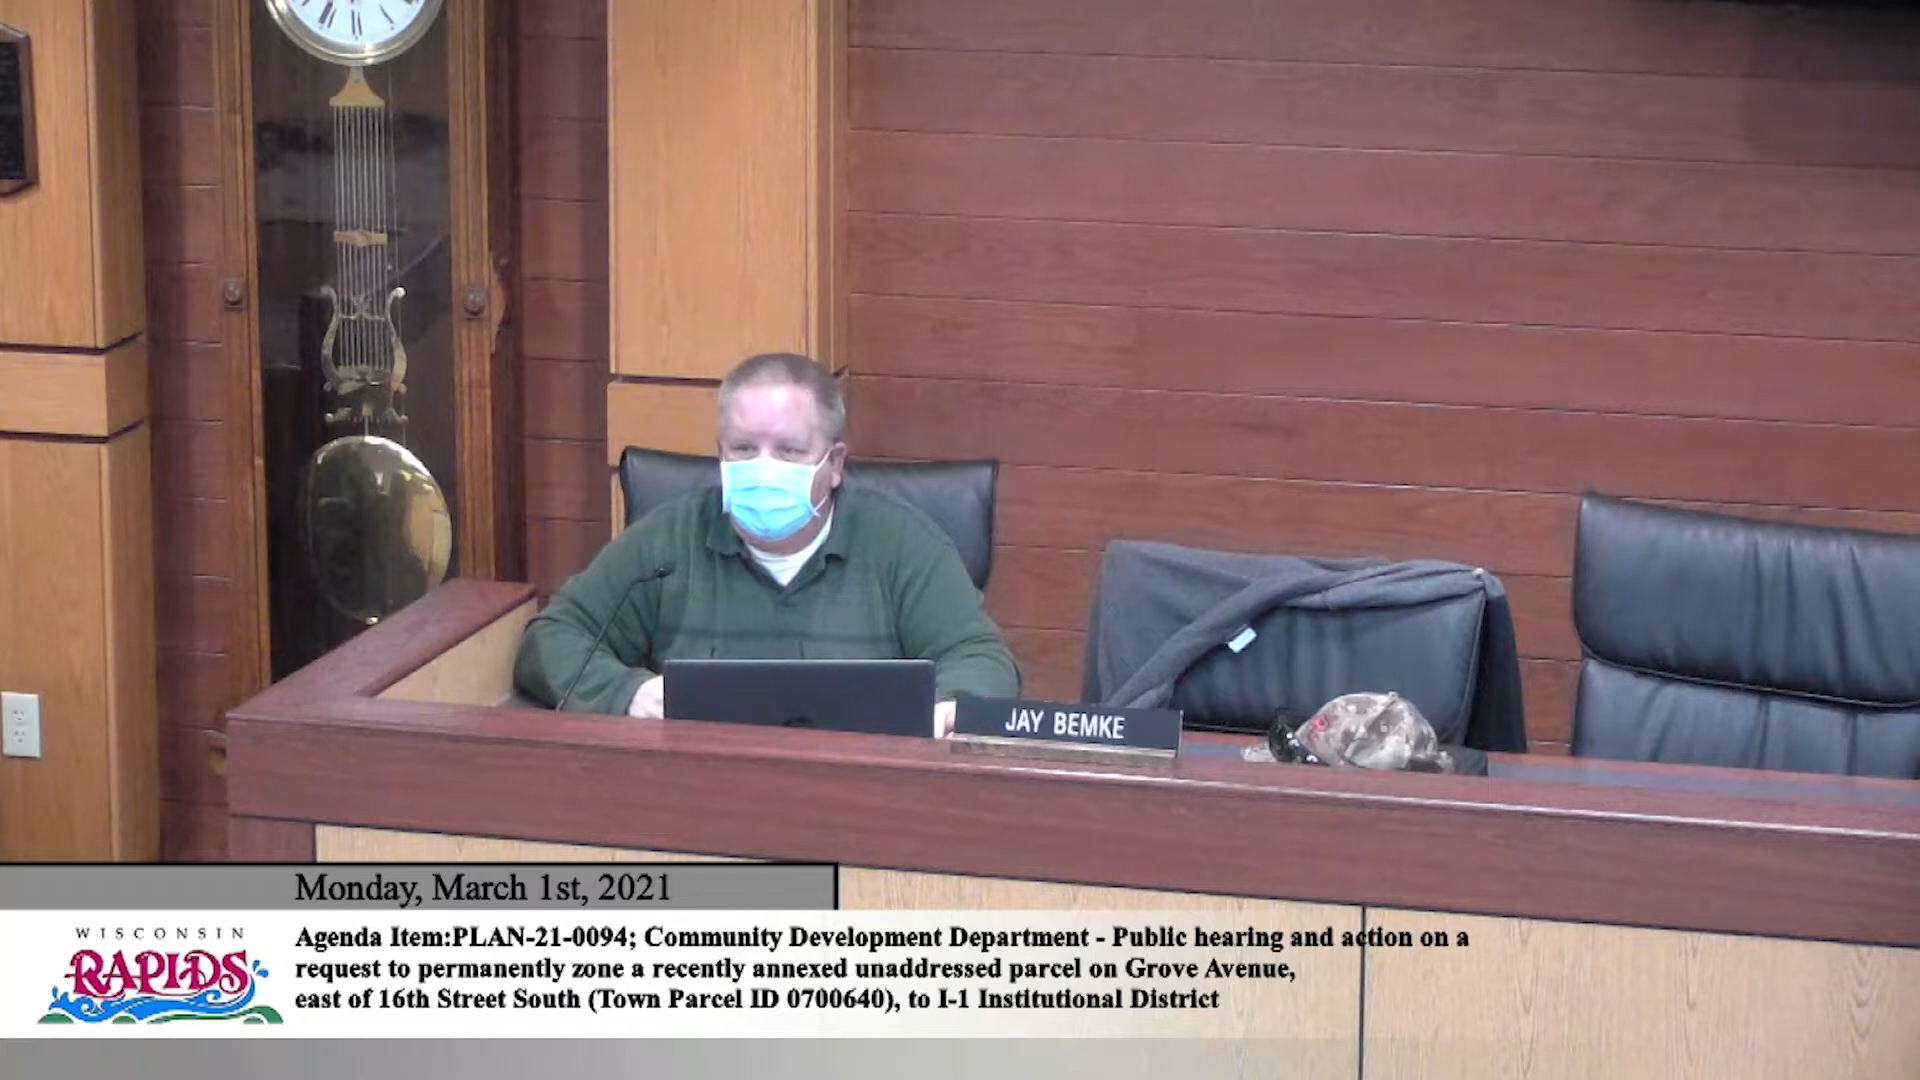 JAY BEMKE
Monday, March 1st, 2021
WISCONSIN
RAPIDS
Agenda Item:PLAN-21-0094; Community Development Department - Public hearing and action on a
request to permanently zone a recently annexed unaddressed parcel on Grove Avenue,
east of 16th Street South (Town Parcel ID 0700640), to I-1 Institutional District